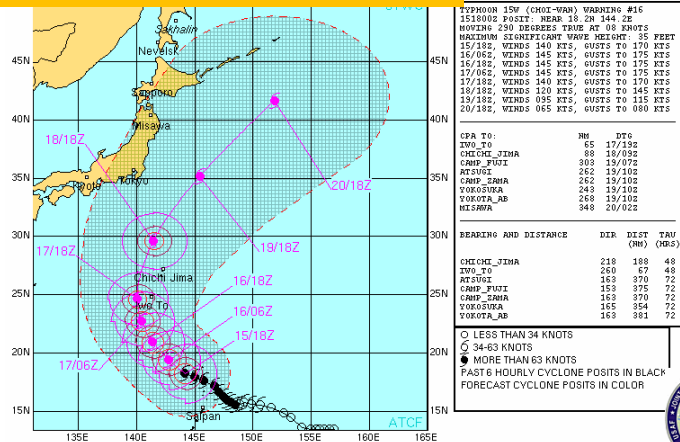 TYPHOON 15W (CHOI-WAN) WARNING #16
151800Z POSIT: NEAR 18.2N 144.2E
MOVING 290 DEGREES TRUE AT 08 KNOTS
MAXIMUM SIGNIFICANT WAVE HEIGHT: 35 FEET
15/18Z, WINDS 140 KTS, GUSTS TO 170 KTS
16/06Z, WINDS 145 KTS, GUSTS TO 175 KTS
16/18Z, WINDS 145 KTS, GUSTS TO 175 KTS
17/06Z, WINDS 145 KTS, GUSTS TO 175 KTS
17/18Z, WINDS 140 KTS, GUSTS TO 170 KTS
18/18Z, WINDS 120 KTS, GUSTS TO 145 KTS
19/18Z, WINDS 095 KTS, GUSTS TO 115 KTS
20/18Z, WINDS 065 KTS, GUSTS TO 080 KTS
CPA TO: NM DTG
IWO_TO 65 17/19Z
CHICHI_JIMA 88 18/09Z
CAMP_FUJI 303 19/07Z
ATSUGI 262 19/10Z
CAMP_ZAMA 262 19/10Z
YOKOSUKA 243 19/10Z
YOKOTA_AB 268 19/10Z
MISAWA 348 20/02Z
BEARING AND DISTANCE DIR DIST TAU
(NM) (HRS)
CHICHI_JIMA 218 188 48
IWO_TO 260 67 48
ATSUGI 163 370 72
CAMP_FUJI 153 375 72
CAMP_ZAMA 163 370 72
YOKOSUKA 165 354 72
YOKOTA_AB 163 381 72
LESS THAN 34 KNOTS
34-63 KNOTS
MORE THAN 63 KNOTS
PAST 6 HOURLY CYCLONE POSITS IN BLACK
FORECAST CYCLONE POSITS IN COLOR
Sakhalin
Nevelsk
45N
45N
Sapporo
40N
40N
Misawa
18/18Z
35N
35N
Kyoto
Tokyo
20/18Z
30N
30N
19/18Z
17/18Z
Chichi Jima
16/18Z
25N
25N
Iwo To
16/06Z
15/18Z
20N
20N
17/06Z
15N
15N
Saipan
ATCF
135E
140E
145E
150E
155E
160E
165E